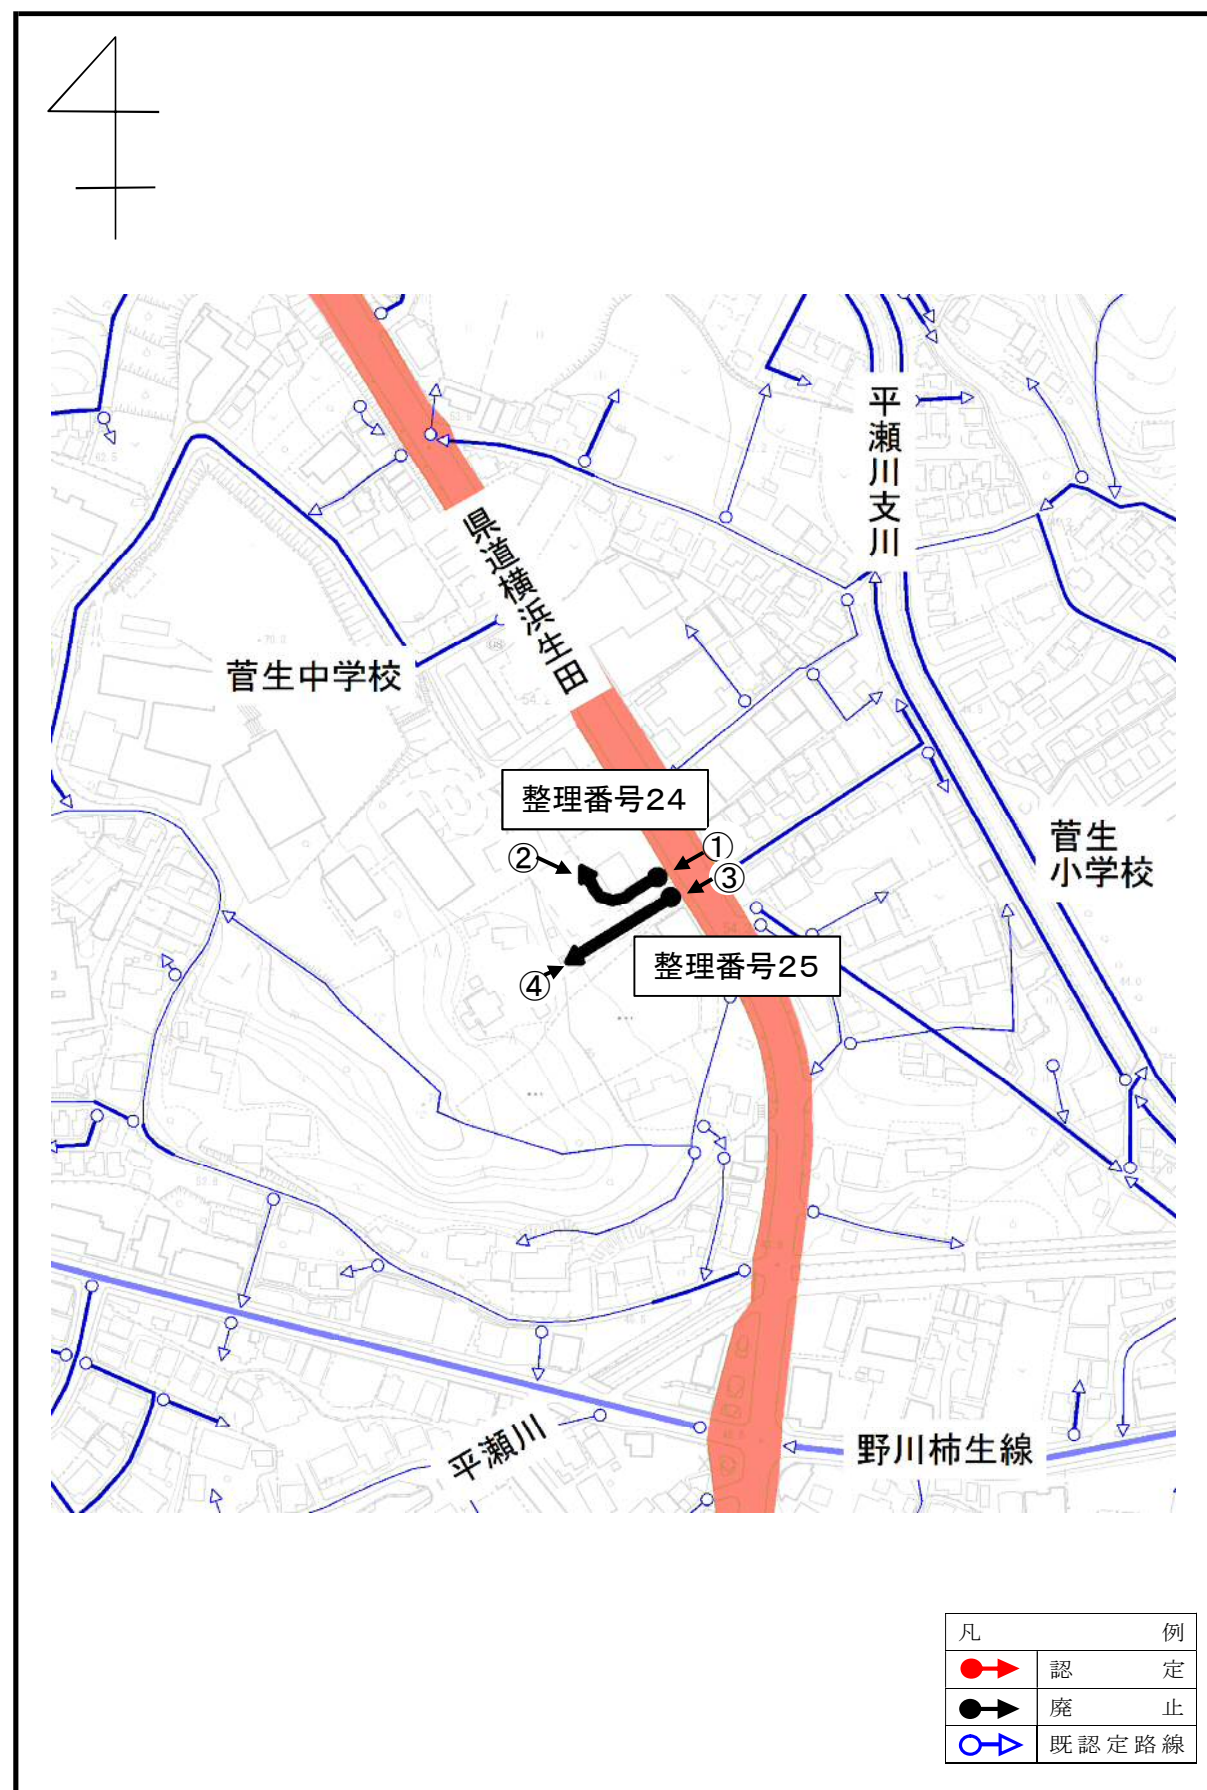 平瀬川支川
県道横浜生田
菅生中学校
整理番号24
①
②
③
菅生
小学校
整理番号25
④
平瀬川
野川柿生線
凡例
認定
廃止
既認定路線